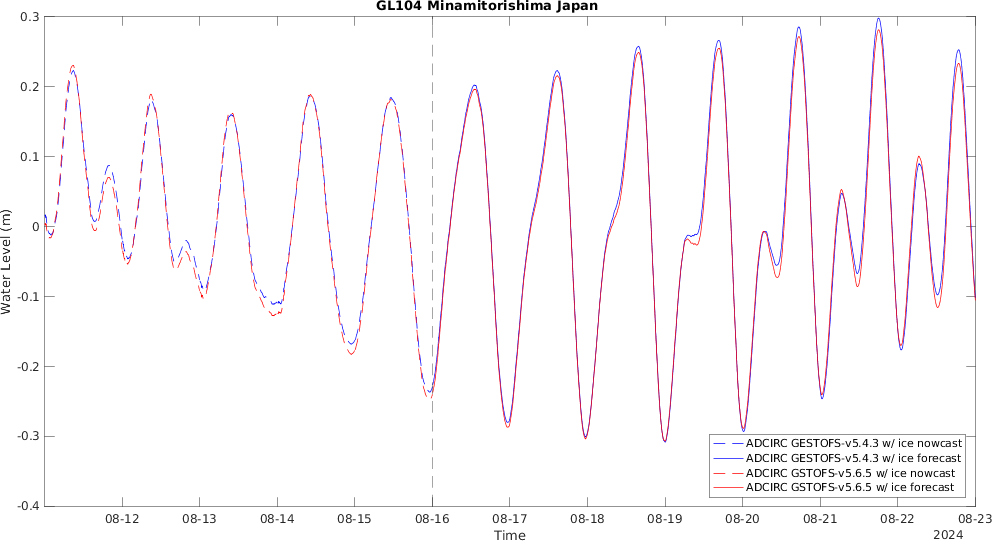 GL104 Minamitorishima Japan
0.3
0.2
0.1
0
-0.1
-0.2
-0.3
-0.4
Water Level (m)
08-12 08-13 08-14 08-15 08-16 08-17 08-18 08-19 08-20 08-21 08-22 08-23
Time
2024
ADCIRC GESTOFS-v5.4.3 w/ ice nowcast
ADCIRC GESTOFS-v5.4.3 w/ ice forecast
ADCIRC GSTOFS-v5.6.5 w/ ice nowcast
ADCIRC GSTOFS-v5.6.5 w/ ice forecast